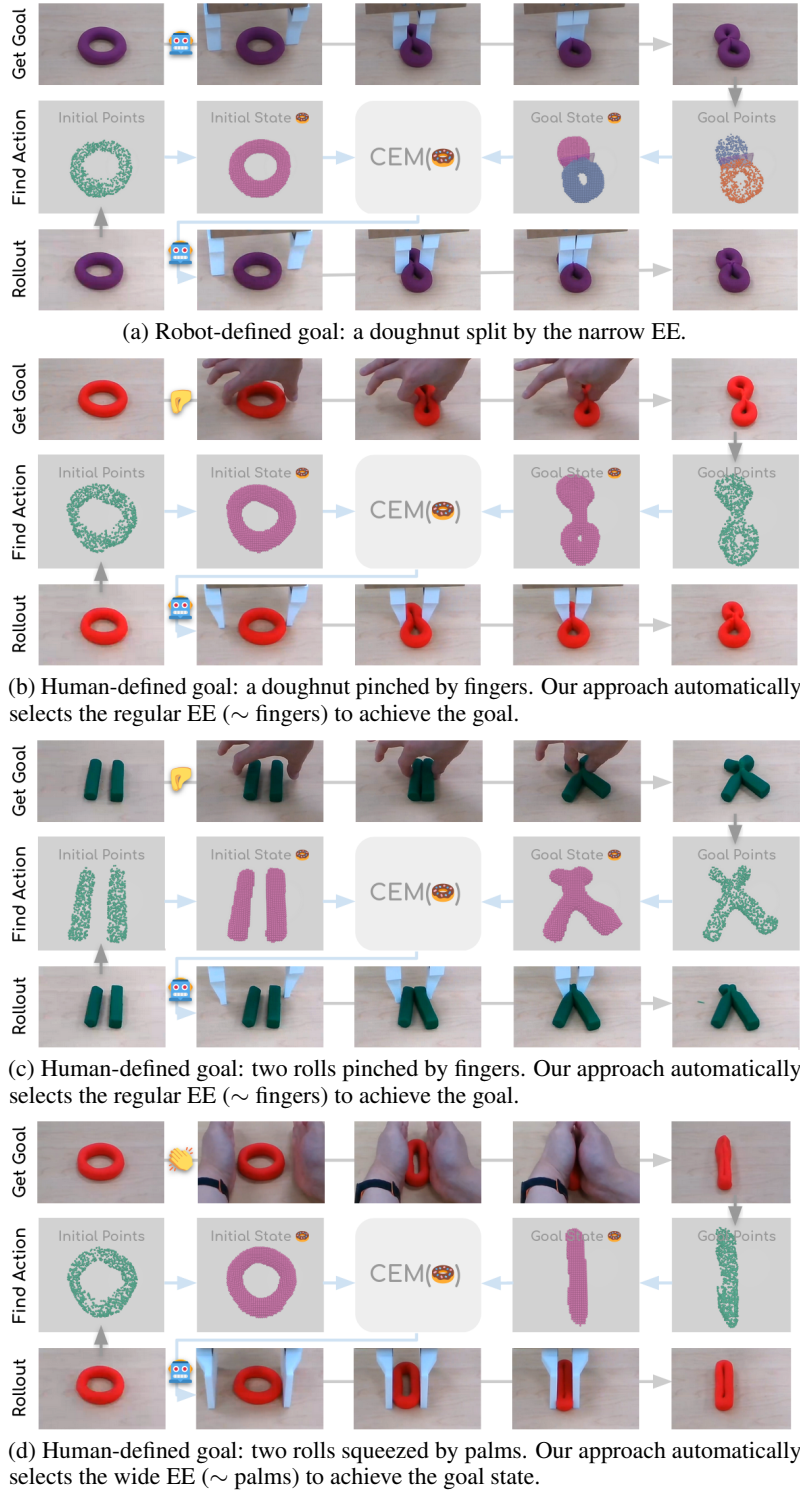 Get Goal
Find Action
Initial Points
Initial State
CEM( )
Goal State
Goal Points
Rollout
(a) Robot-defined goal: a doughnut split by the narrow EE.
Get Goal
Find Action
Initial Points
Initial State
CEM( )
Goal State
Goal Points
Rollout
(b) Human-defined goal: a doughnut pinched by fingers. Our approach automatically
selects the regular EE (∼ fingers) to achieve the goal.
Get Goal
Find Action
Initial Points
Initial State
CEM( )
Goal State
Goal Points
Rollout
(c) Human-defined goal: two rolls pinched by fingers. Our approach automatically
selects the regular EE (∼ fingers) to achieve the goal.
Get Goal
Find Action
Initial Points
Initial State
CEM( )
Goal State
Goal Points
Rollout
(d) Human-defined goal: two rolls squeezed by palms. Our approach automatically
selects the wide EE (∼ palms) to achieve the goal state.